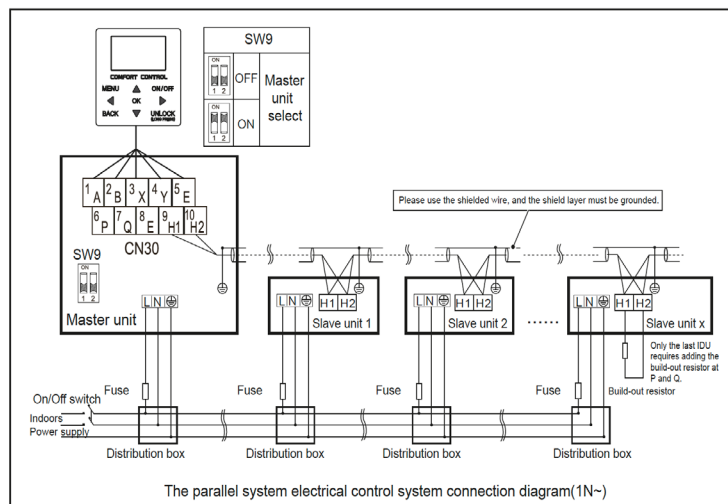 SW9
ON
1 2
OFF
Master unit select
ON
1 2
ON
COMFORT CONTROL
MENU ON/OFF
OK
BACK UNLOCK
(LONG PRESS)
1 A 2 B 3 X 4 Y 5 E
6 P 7 Q 8 E 9 H1 10 H2
CN30
Please use the shielded wire, and the shield layer must be grounded.
SW9
ON
1 2
L N
Master unit
L N
H1 H2
Slave unit 1
L N
H1 H2
Slave unit 2
......
L N
H1 H2
Slave unit x
Only the last IDU
requires adding the
build-out resistor at
P and Q.
Build-out resistor
Fuse
Fuse
Fuse
Fuse
On/Off switch
Indoors
Power supply
Distribution box
Distribution box
Distribution box
Distribution box
The parallel system electrical control system connection diagram(1N~)